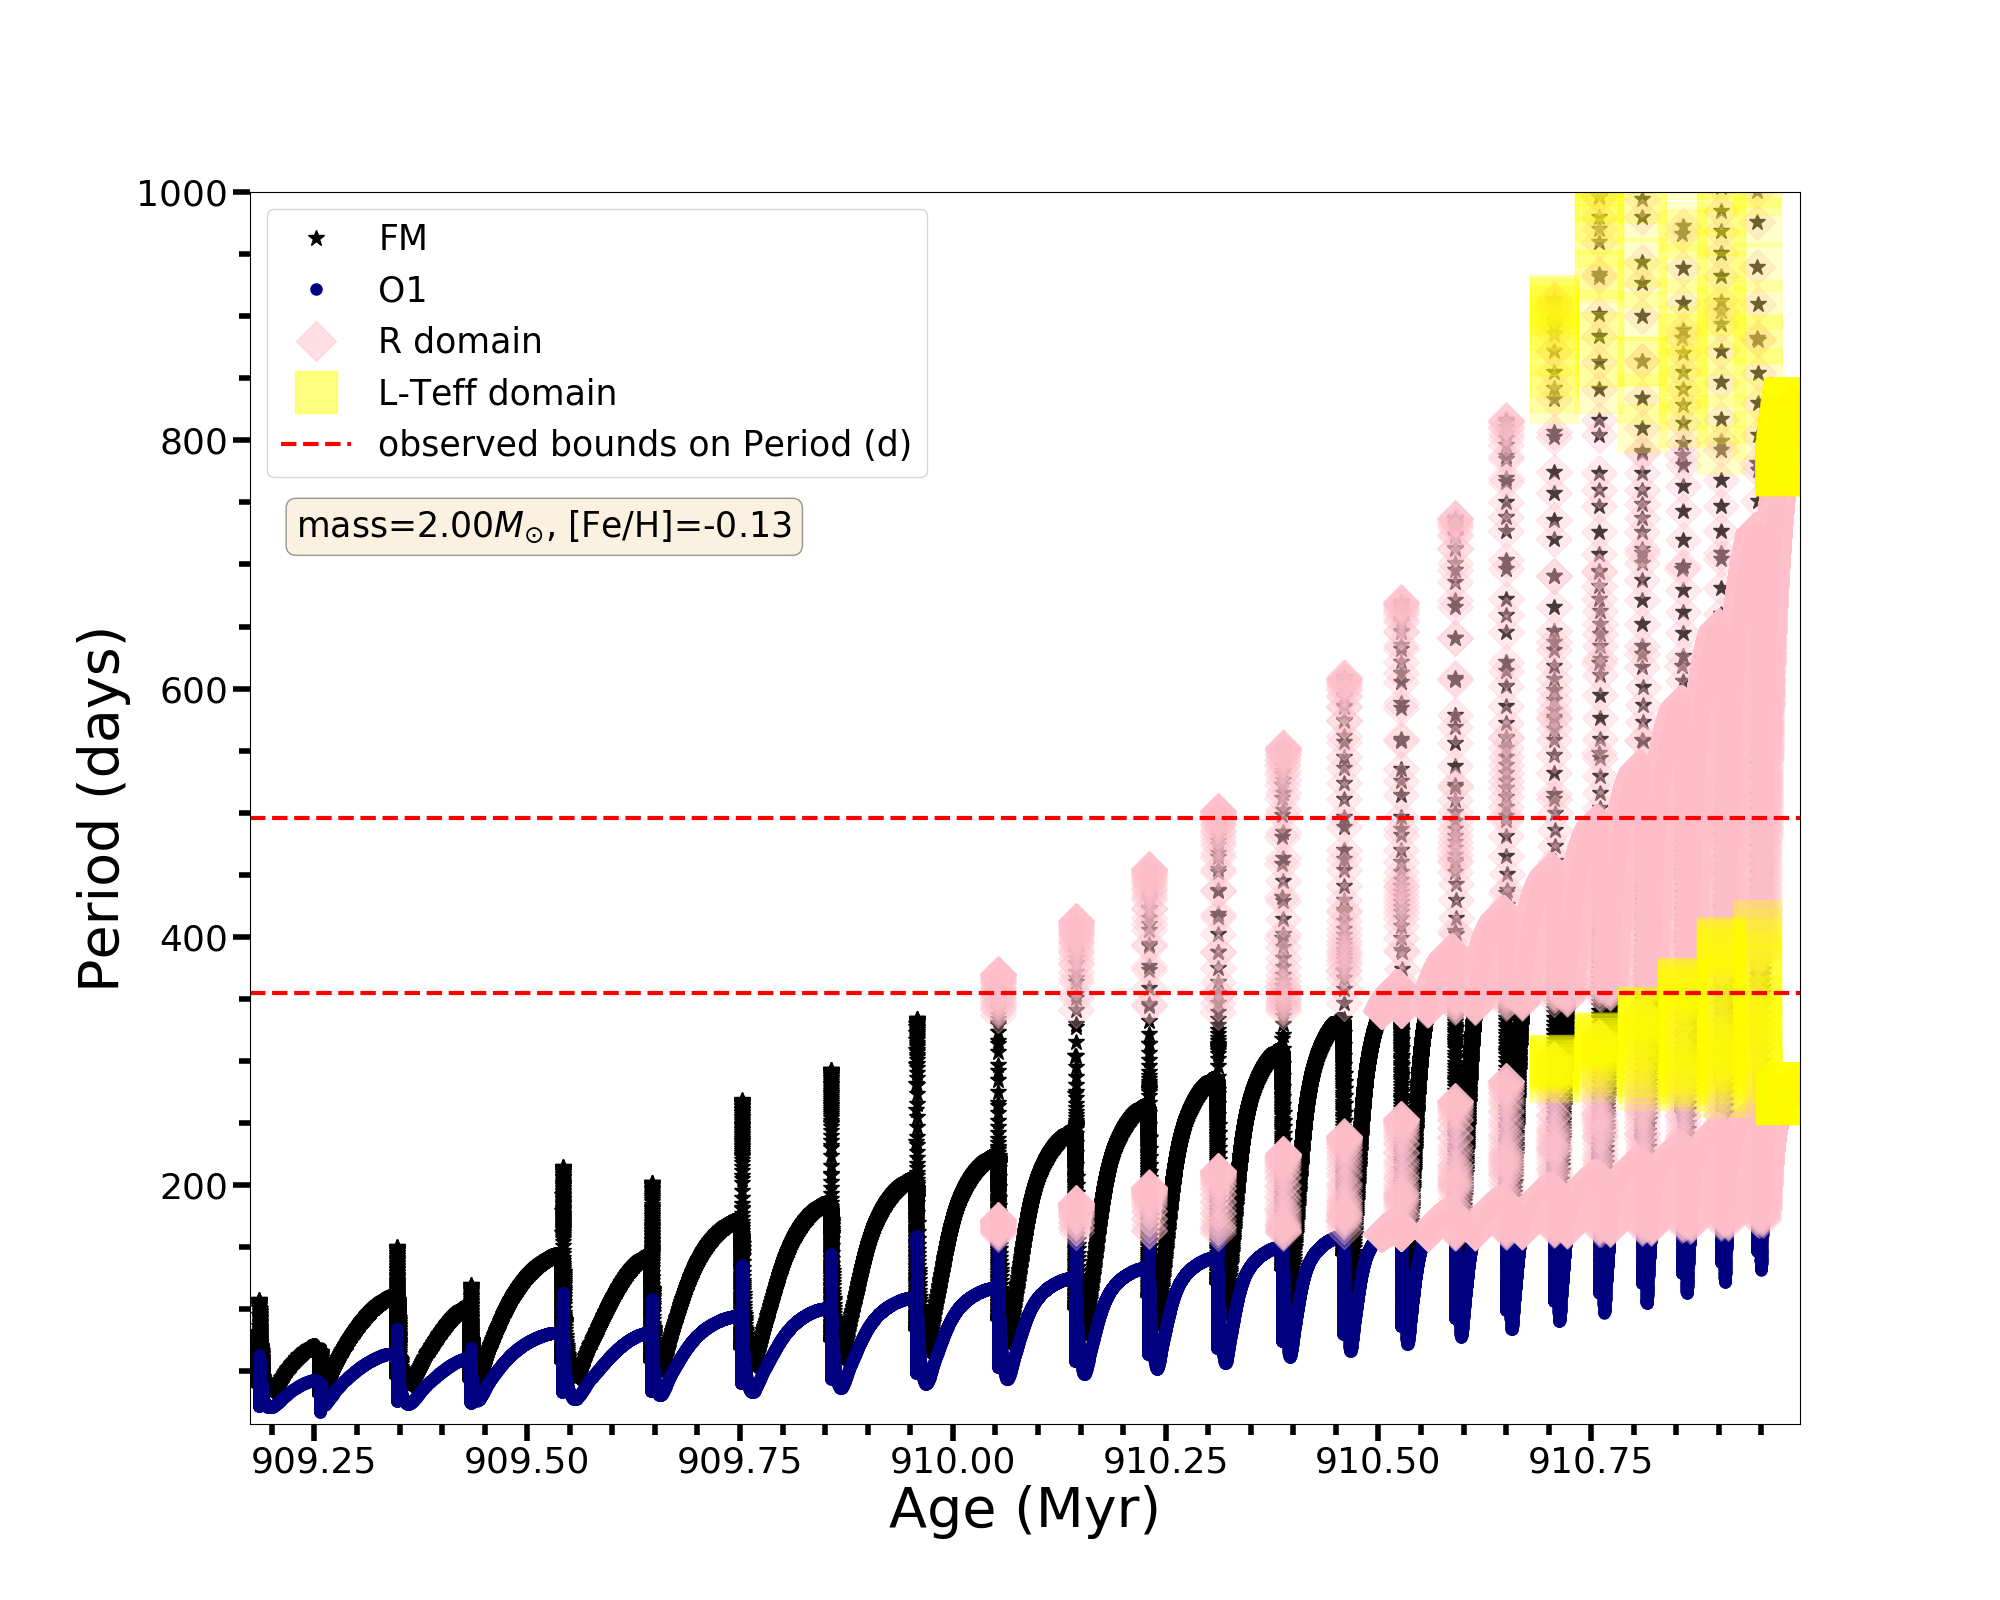 1000
800
600
400
200
Period (days)
FM
O1
R domain
L-Teff domain
observed bounds on Period (d)
mass=2.00M⊙, [Fe/H]=-0.13
909.25 909.50 909.75 910.00 910.25 910.50 910.75
Age (Myr)